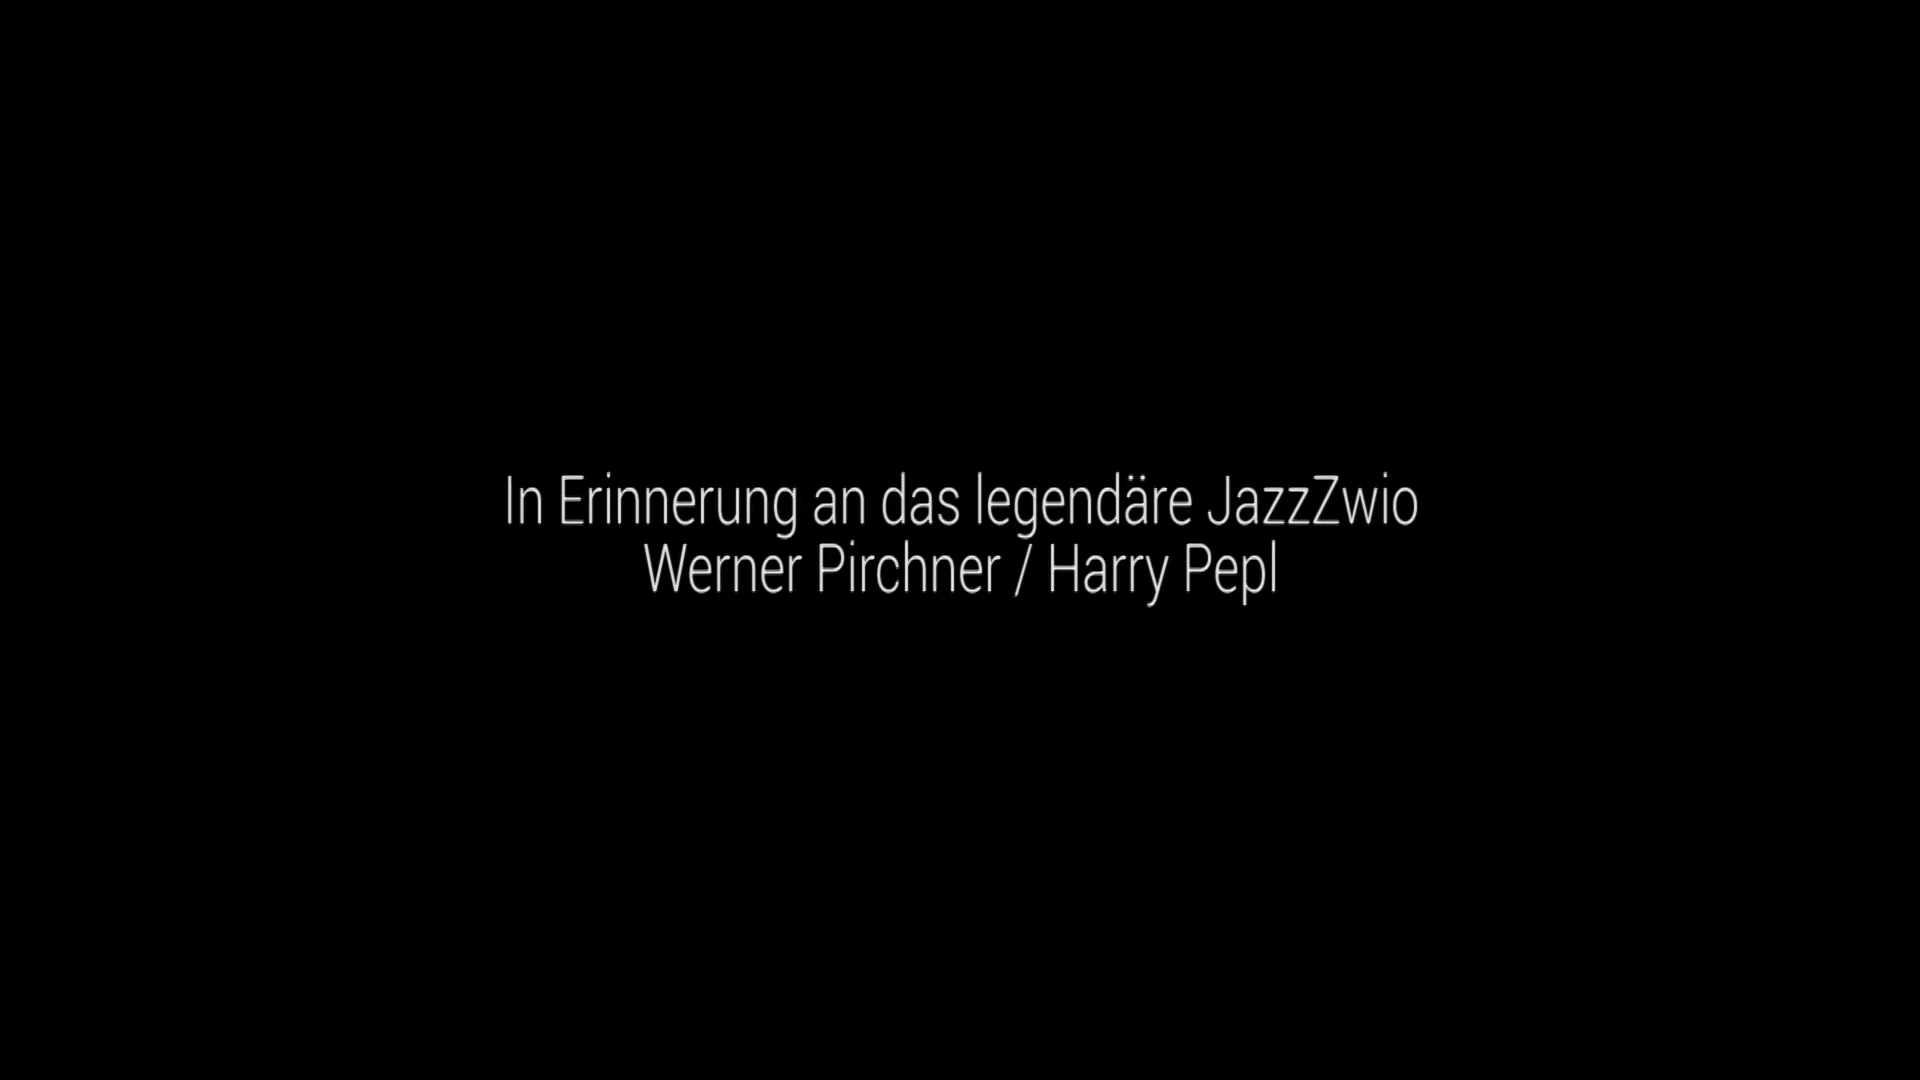 In Erinnerung an das legendäre JazzZwio
Werner Pirchner / Harry Pepl